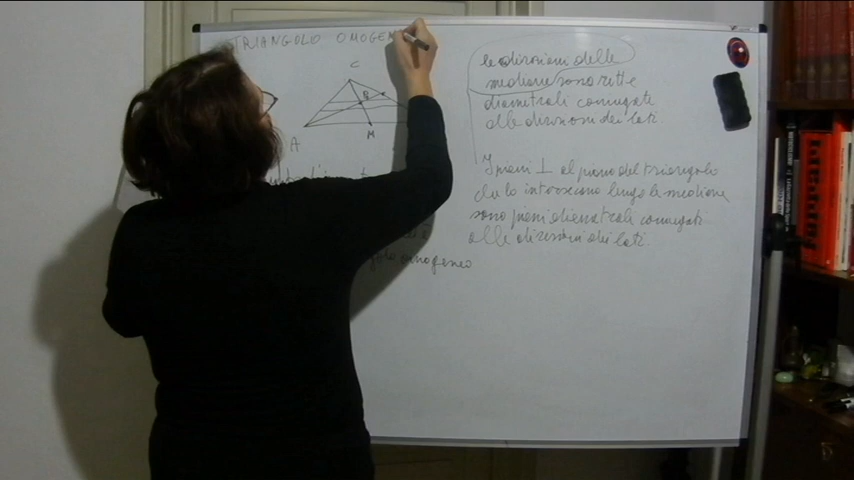 TRIANGOLO OMOGE
C
A
M
le direzioni delle
mediane sono rette
diametrali coniugate
alle direzioni dei lati.
I piani ⊥ al piano del triangolo
che lo intersecano lungo le mediane
sono piani diametrali coniugati
alle direzioni dei lati.
omogeneo